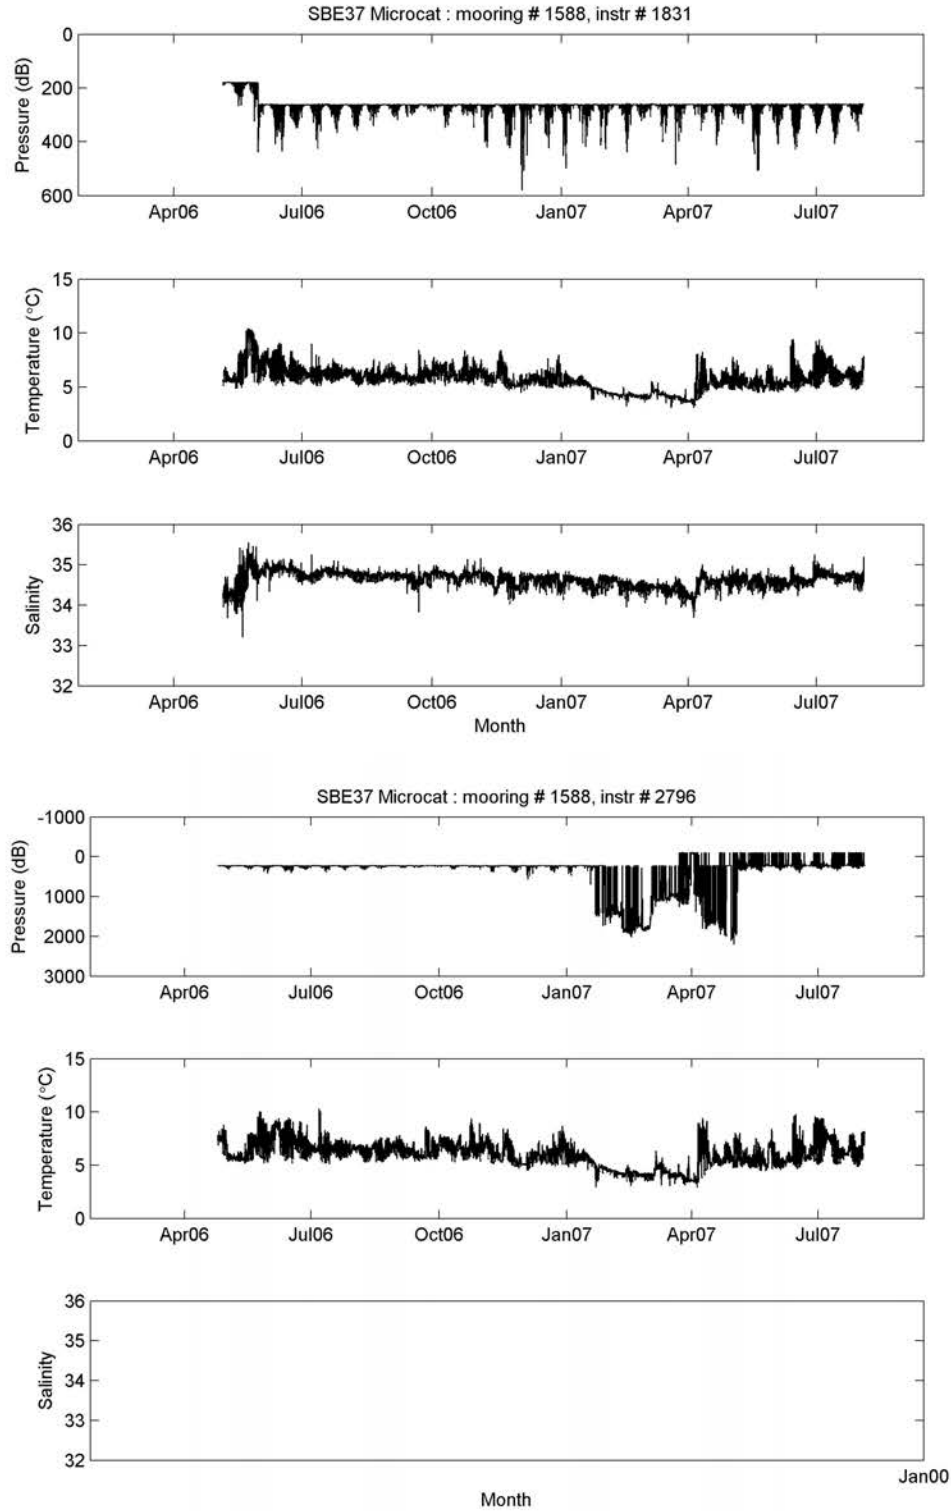 SBE37 Microcat : mooring # 1588, instr # 1831
Pressure (dB)
0
200
400
600
Apr06 Jul06 Oct06 Jan07 Apr07 Jul07
Temperature (°C)
15
10
5
0
Apr06 Jul06 Oct06 Jan07 Apr07 Jul07
Salinity
36
35
34
33
32
Apr06 Jul06 Oct06 Jan07 Apr07 Jul07
Month
SBE37 Microcat : mooring # 1588, instr # 2796
Pressure (dB)
-1000
0
1000
2000
3000
Apr06 Jul06 Oct06 Jan07 Apr07 Jul07
Temperature (°C)
15
10
5
0
Apr06 Jul06 Oct06 Jan07 Apr07 Jul07
Salinity
36
35
34
33
32
Jan00
Month